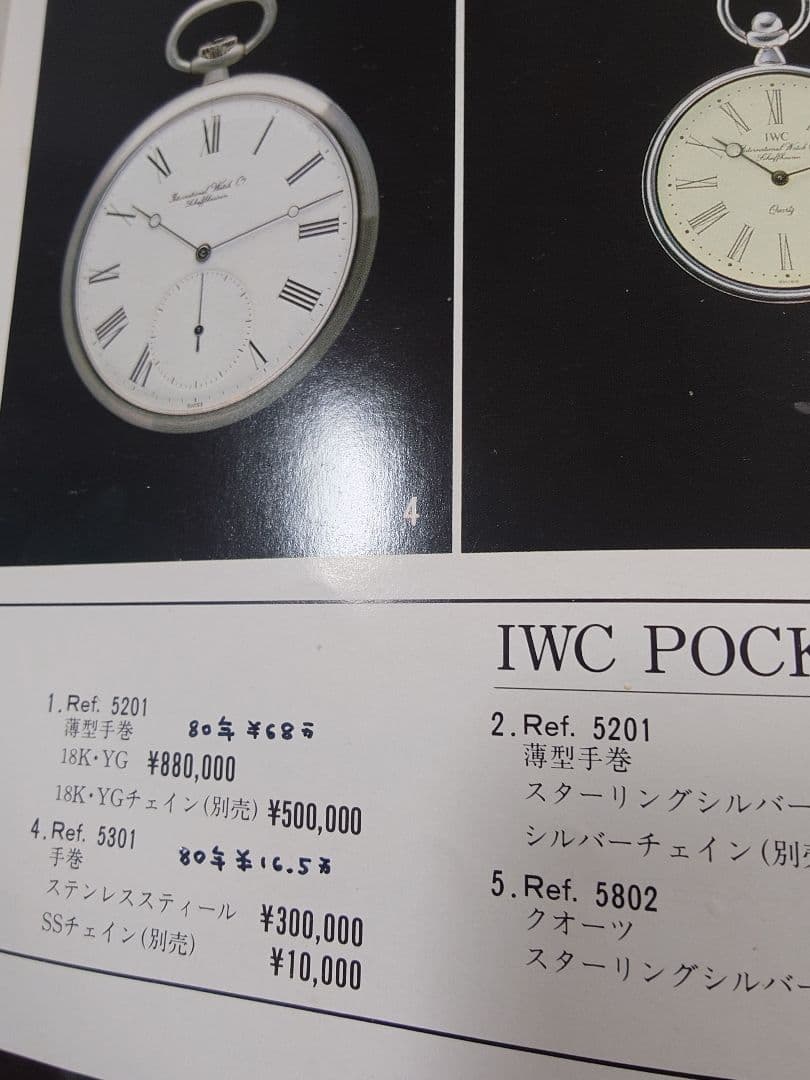 XII
International Watch Co
Schaffhausen
SWISS
4
XII
IWC
International Watch C
Schaffhausen
Quartz
IWC POCK
1.Ref. 5201
薄型手巻 80年¥68万
18K・YG ¥880,000
18K・YGチェイン(別売) ¥500,000
4.Ref. 5301
手巻 80年¥16.5万
ステンレススティール ¥300,000
SSチェイン(別売) ¥10,000
2.Ref. 5201
薄型手巻
スターリングシルバー
シルバーチェイン(別売
5.Ref. 5802
クオーツ
スターリングシルバー